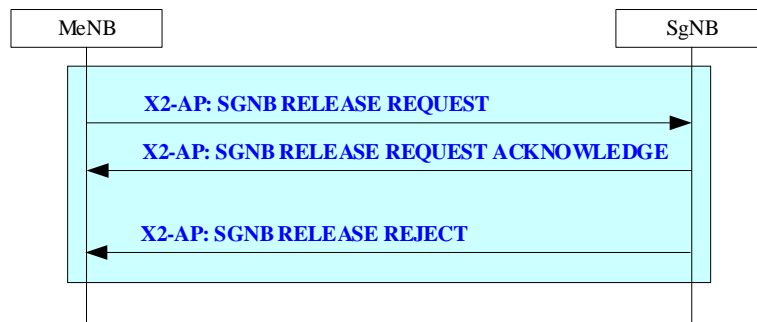 MeNB
SgNB
X2-AP: SGNB RELEASE REQUEST
X2-AP: SGNB RELEASE REQUEST ACKNOWLEDGE
X2-AP: SGNB RELEASE REJECT